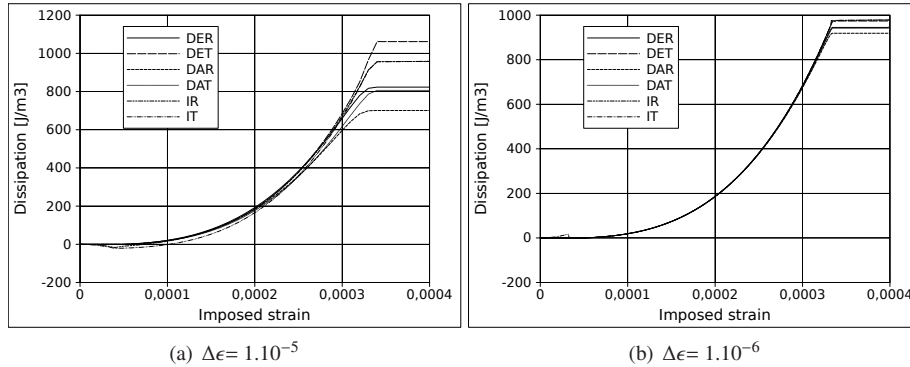 1200
1000
800
600
400
200
0
-200
Dissipation [J/m3]
DER
DET
DAR
DAT
IR
IT
0
0,0001
0,0002
0,0003
0,0004
Imposed strain
(a) Δϵ= 1.10⁻⁵
1000
800
600
400
200
0
-200
Dissipation [J/m3]
DER
DET
DAR
DAT
IR
IT
0
0,0001
0,0002
0,0003
0,0004
Imposed strain
(b) Δϵ= 1.10⁻⁶